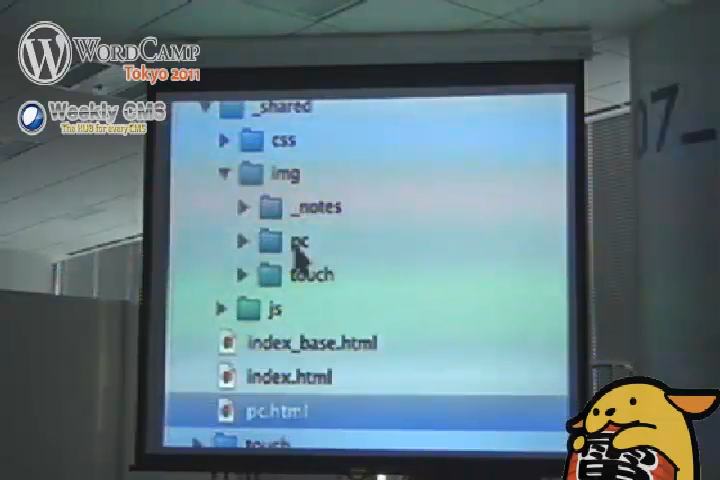 WORDCAMP
Tokyo 2011
Weekly CMS
The HUB for every CMS
07-
_shared
css
img
_notes
pc
touch
js
index_base.html
index.html
pc.html
touch